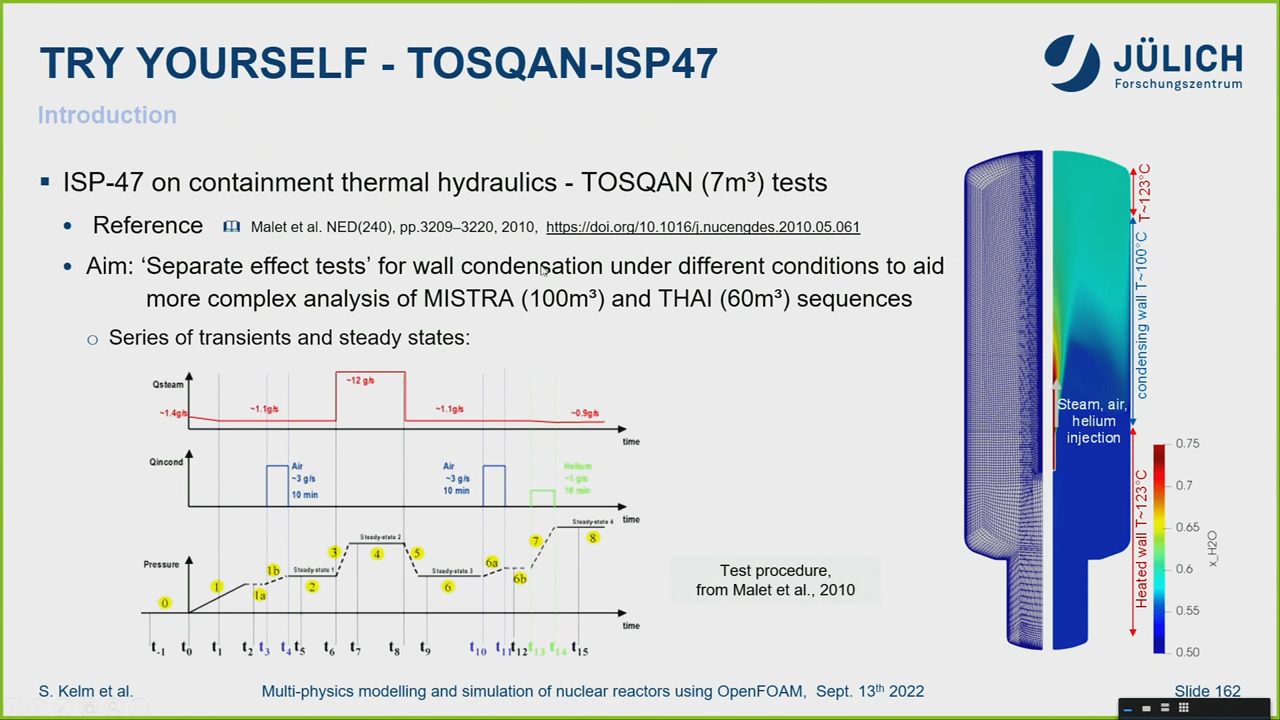 TRY YOURSELF - TOSQAN-ISP47
JÜLICH
Forschungszentrum
Introduction
ISP-47 on containment thermal hydraulics - TOSQAN (7m³) tests
Reference Malet et al. NED(240), pp.3209–3220, 2010, https://doi.org/10.1016/j.nucengdes.2010.05.061
Aim: ‘Separate effect tests’ for wall condensation under different conditions to aid
more complex analysis of MISTRA (100m³) and THAI (60m³) sequences
Series of transients and steady states:
Qsteam
~1.4g/s
~1.1g/s
~12 g/s
~1.1g/s
~0.9g/s
time
Qincond
Air
~3 g/s
10 min
Air
~3 g/s
10 min
Helium
~1 g/s
10 min
time
Pressure
0
1
1a
1b
Steady-state 1
2
3
Steady-state 2
4
5
Steady-state 3
6
6a
6b
7
Steady-state 4
8
time
t-1 t0 t1 t2 t3 t4 t5 t6 t7 t8 t9 t10 t11 t12 t13 t14 t15
Test procedure,
from Malet et al., 2010
T~123°C
condensing wall T~100°C
Heated wall T~123°C
Steam, air,
helium
injection
0.75
0.7
0.65
0.6
0.55
0.50
x_H2O
S. Kelm et al.
Multi-physics modelling and simulation of nuclear reactors using OpenFOAM, Sept. 13th 2022
Slide 162